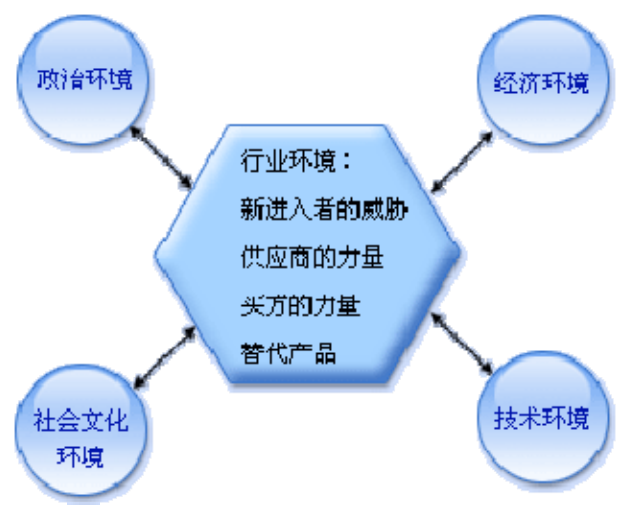 政治环境
经济环境
行业环境：
新进入者的威胁
供应商的力量
买方的力量
替代产品
社会文化
环境
技术环境